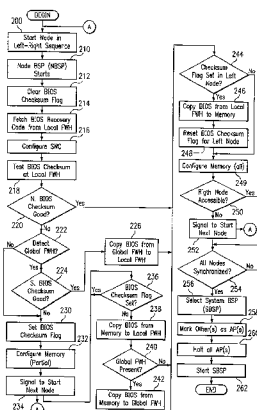 BEGIN
200
A
Start Node in
Left-Right Sequence
210
Node BSP (NBSP)
Starts
212
Clear BIOS
Checksum Flag
214
Fetch BIOS Recovery
Code from Local FWH
216
Configure SNC
Test BIOS Checksum
at Local FWH
218
N. BIOS
Checksum
Good?
Yes
220
No
222
Detect
Global FWH?
No
Yes
224
S. BIOS
Checksum
Good?
Yes
No
230
Set BIOS
Checksum Flag
232
Configure Memory
(Partial)
Signal to Start
Next Node
234
A
226
Copy BIOS from
Global FWH to
Local FWH
236
BIOS
Checksum Flag
Set?
Yes
No
238
Copy BIOS from
Memory to Local FWH
240
Global FWH
Present?
No
Yes
242
Copy BIOS from
Memory to Global FWH
244
Checksum
Flag Set in Left
Node?
No
Yes
246
Copy BIOS from Local
FWH to Memory
Reset BIOS Checksum
Flag for Left Node
248
Configure Memory (all)
249
Rigth Node
Accessible?
Yes
No
250
Signal to Start
Next Node
A
252
All Nodes
Synchronized?
No
Yes
254
256
Select System BSP
(SBSP)
Mark Other(s) as AP(s)
Halt all AP(s)
Start SBSP
END
262